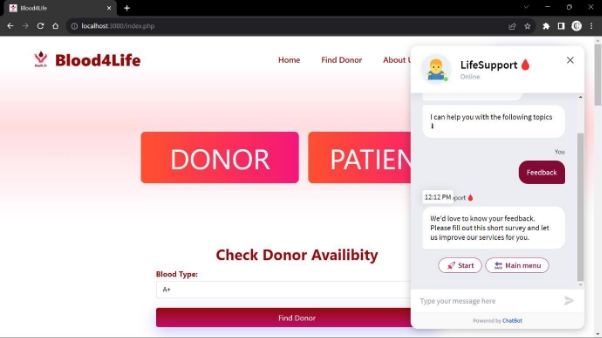 Blood4Life
localhost:3000/index.php
Blood4Life
Home Find Donor About U
DONOR
PATIEN
Check Donor Availibity
Blood Type:
A+
Find Donor
LifeSupport
Online
I can help you with the following topics
You
Feedback
12:12 PM port
We'd love to know your feedback.
Please fill out this short survey and let
us improve our services for you.
Start
Main menu
Type your message here
Powered by ChatBot